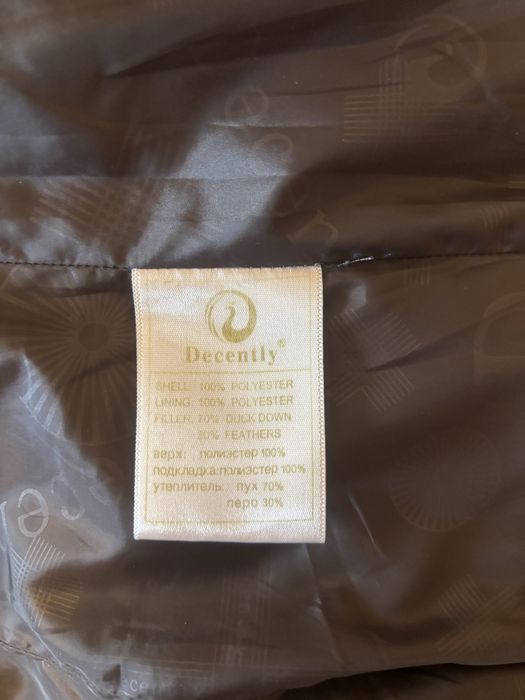 Decently®
SHELL: 100% POLYESTER
LINING: 100% POLYESTER
FILLER: 70% DUCK DOWN
30% FEATHERS
верх: полиэстер 100%
подкладка:полиэстер 100%
утеплитель: пух 70%
перо 30%